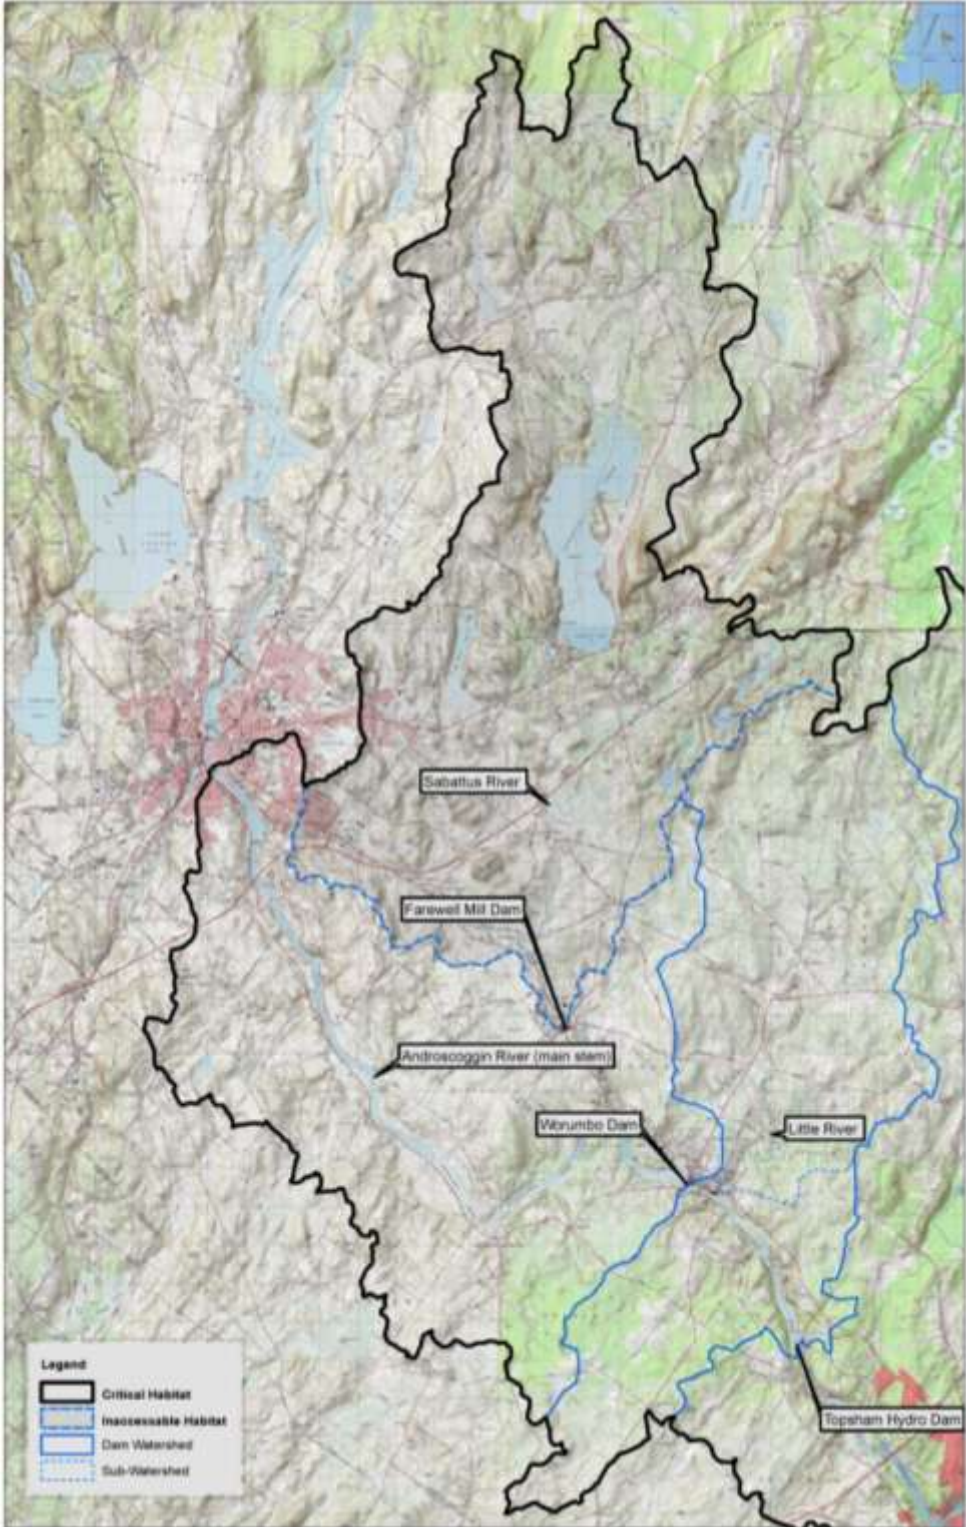 Sabattus River
Farewell Mill Dam
Androscoggin River (main stem)
Worumbo Dam
Little River
Topsham Hydro Dam
Legend
Critical Habitat
Inaccessable Habitat
Dam Watershed
Sub-Watershed